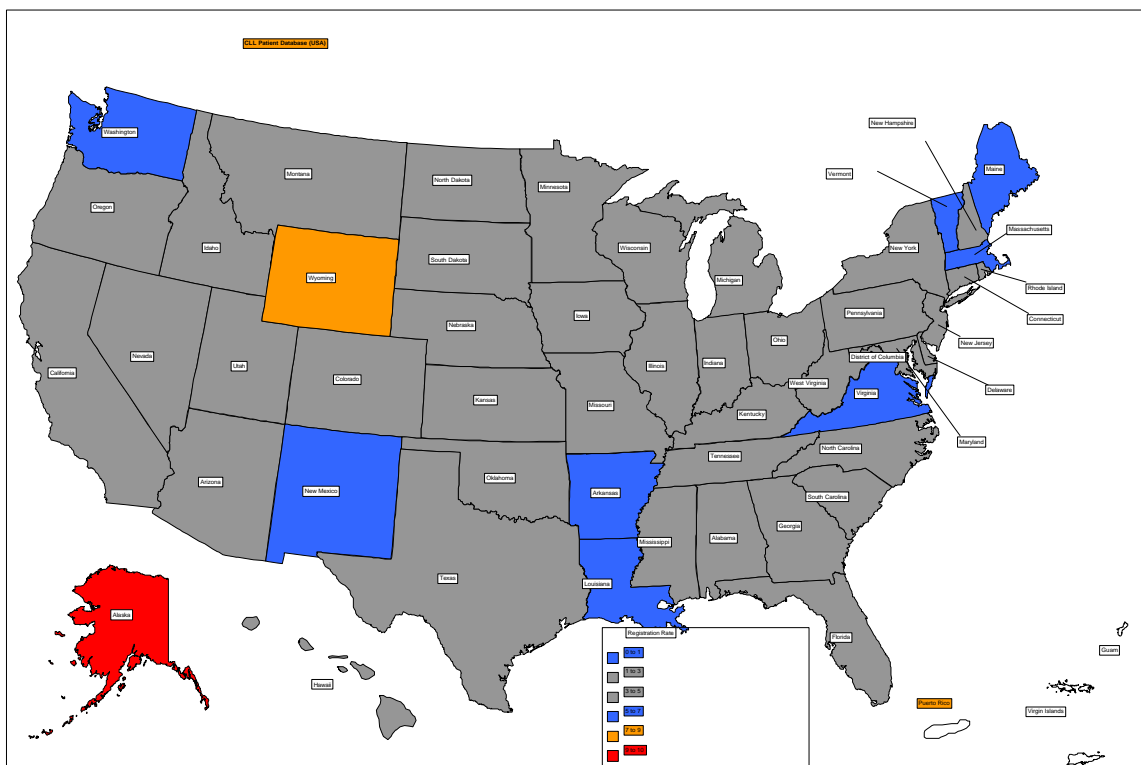 CLL Patient Database (USA)
New Hampshire
Washington
Maine
Vermont
Montana
North Dakota
Minnesota
Oregon
Massachusetts
Idaho
Wisconsin
New York
South Dakota
Wyoming
Michigan
Rhode Island
Pennsylvania
Iowa
Connecticut
Nebraska
Ohio
New Jersey
Nevada
District of Columbia
Utah
Illinois
Indiana
California
Colorado
West Virginia
Delaware
Kansas
Virginia
Missouri
Kentucky
Maryland
North Carolina
Tennessee
Arizona
Oklahoma
New Mexico
Arkansas
South Carolina
Georgia
Mississippi
Alabama
Texas
Louisiana
Alaska
Registration Rate
Florida
0 to 1
1 to 3
3 to 5
5 to 7
7 to 9
9 to 10
Guam
Hawaii
Puerto Rico
Virgin Islands